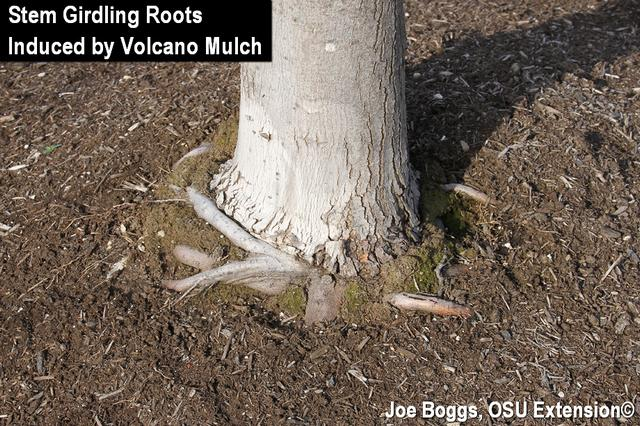 Stem Girdling Roots
Induced by Volcano Mulch
Joe Boggs, OSU Extension©